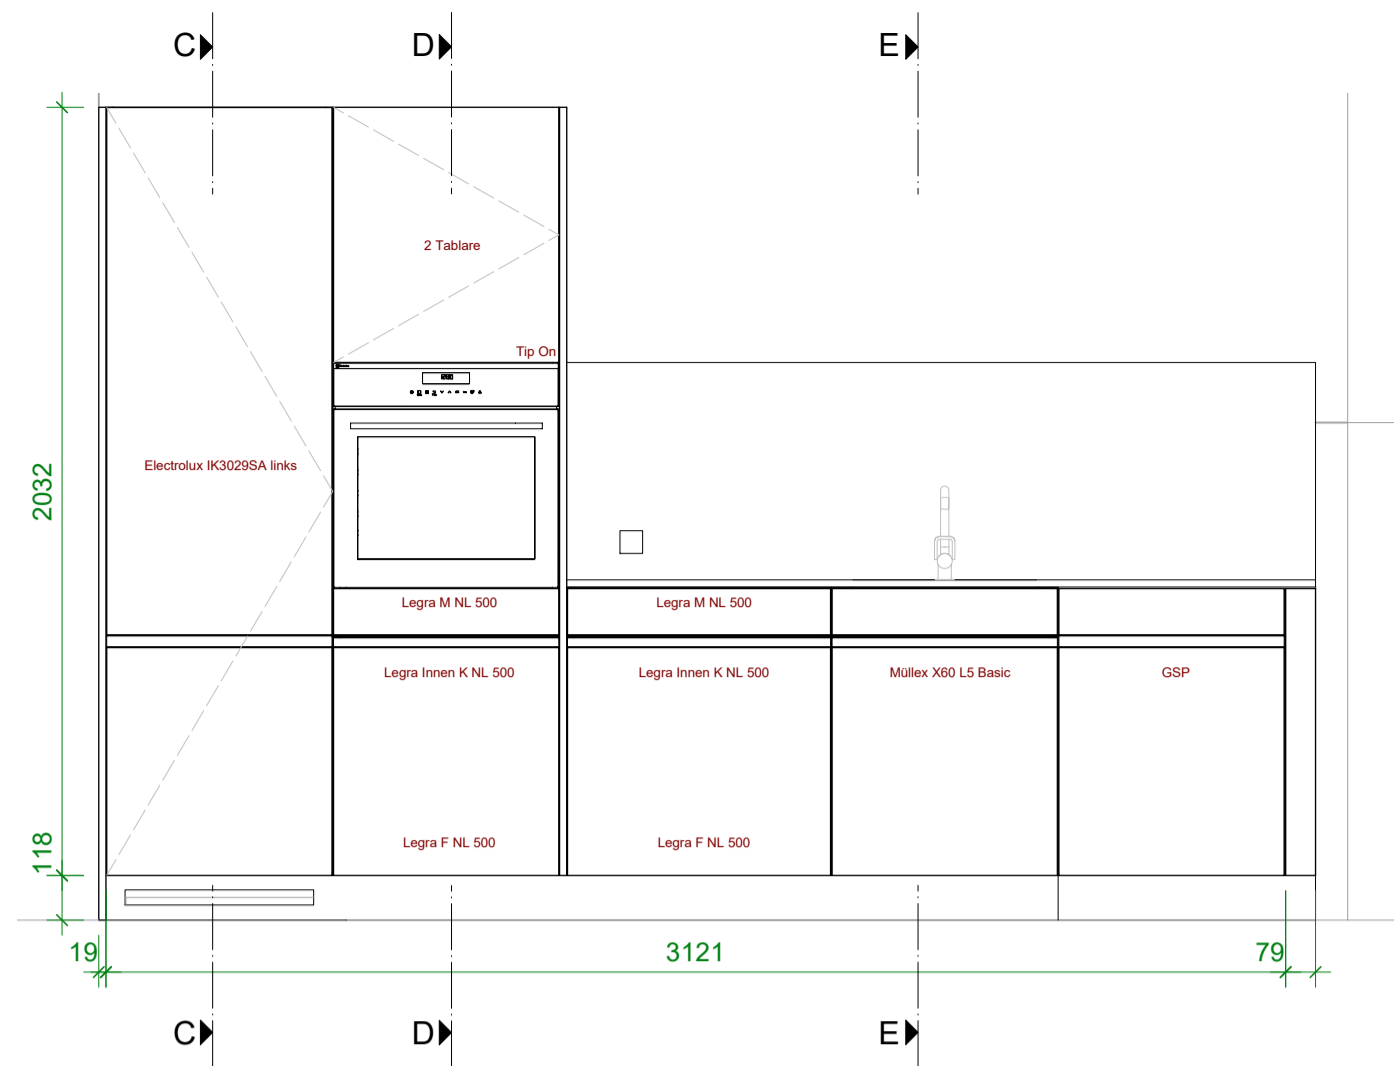 C D E
2 Tablare
Tip On
Electrolux IK3029SA links
2032
Legra M NL 500 Legra M NL 500
Legra Innen K NL 500 Legra Innen K NL 500 Müllex X60 L5 Basic GSP
Legra F NL 500 Legra F NL 500
118
19 3121 79
C D E